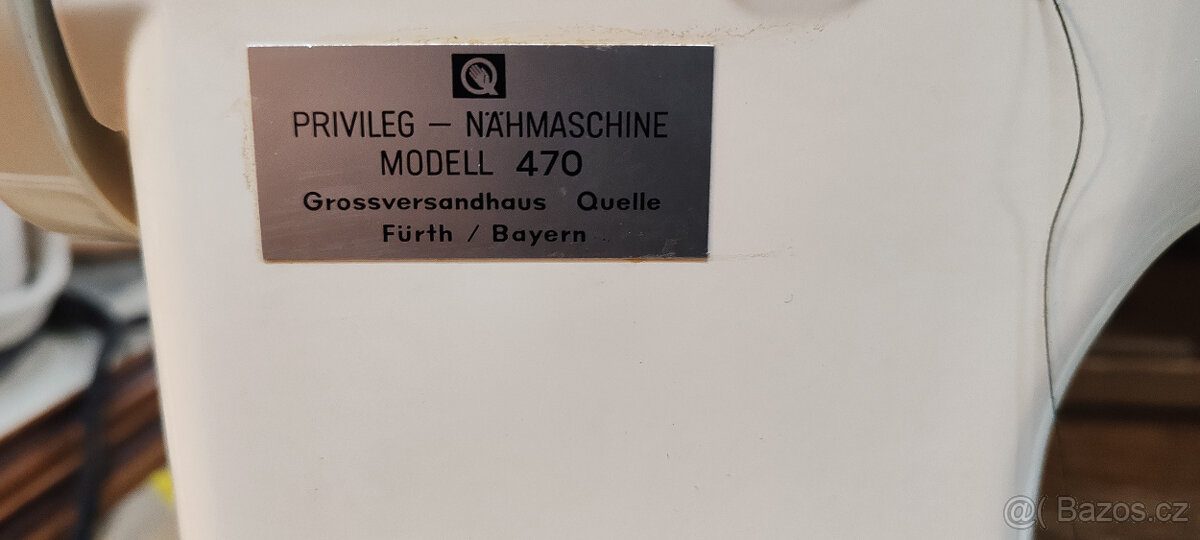 Q
PRIVILEG — NÄHMASCHINE
MODELL 470
Grossversandhaus Quelle
Fürth / Bayern
@( Bazos.cz